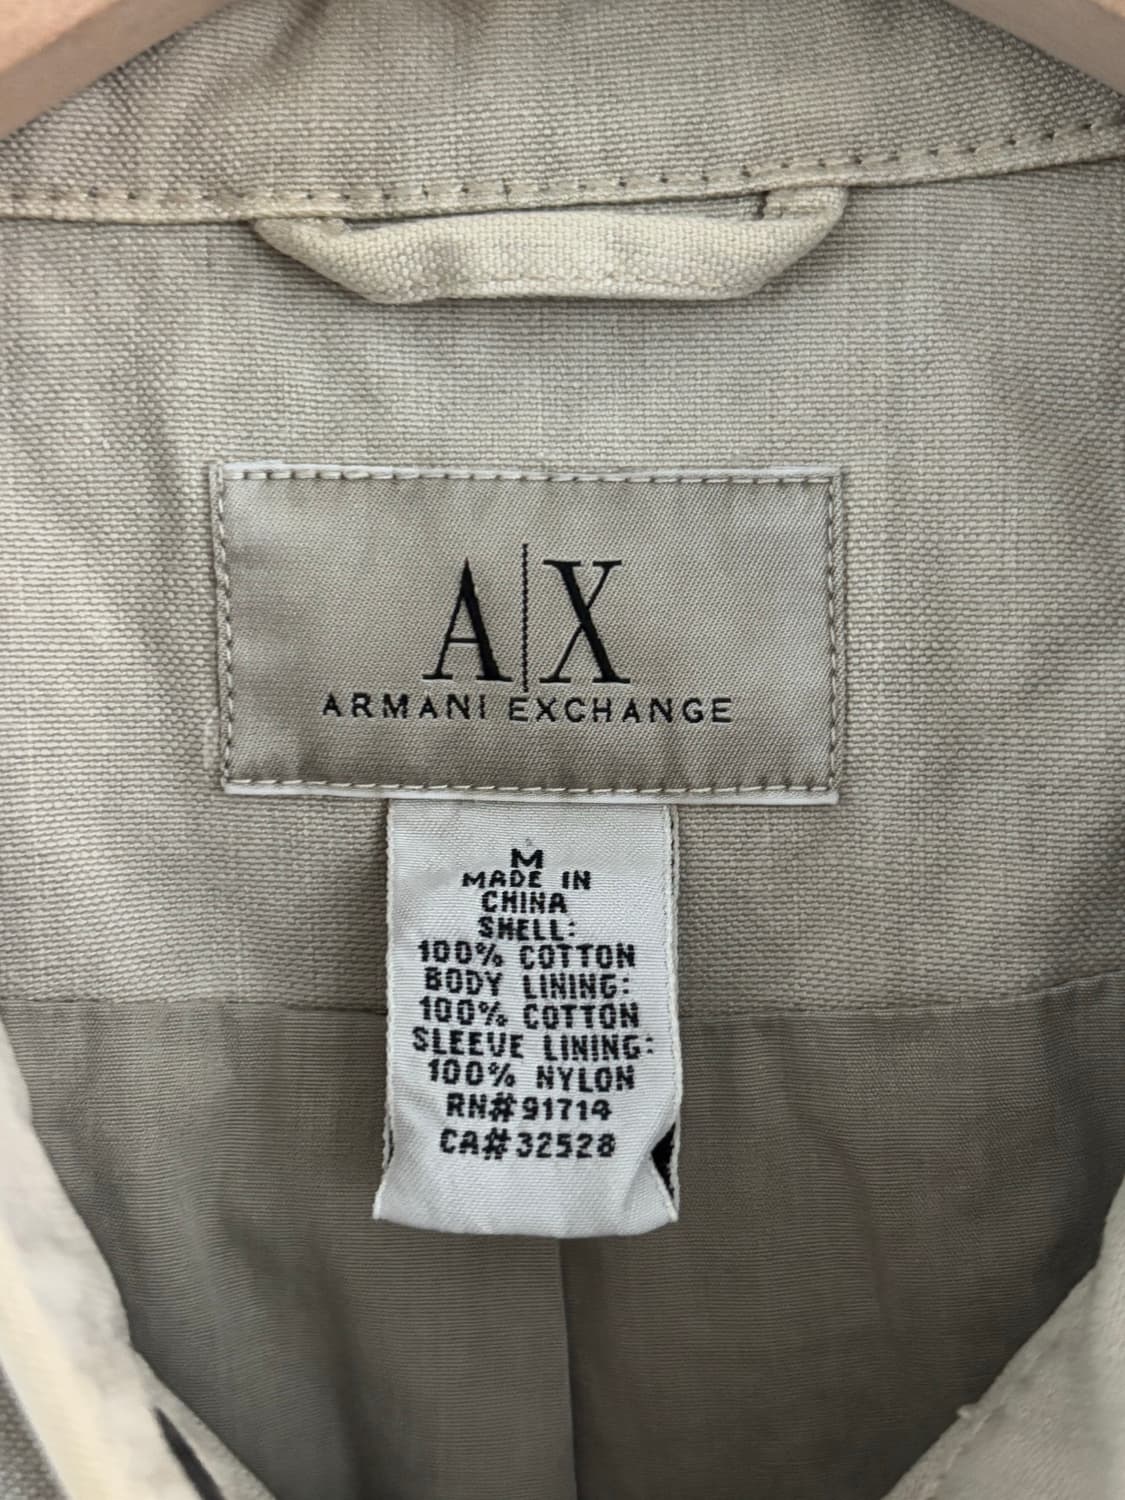 A|X
ARMANI EXCHANGE
M
MADE IN
CHINA
SHELL:
100% COTTON
BODY LINING:
100% COTTON
SLEEVE LINING:
100% NYLON
RN#91714
CA#32528